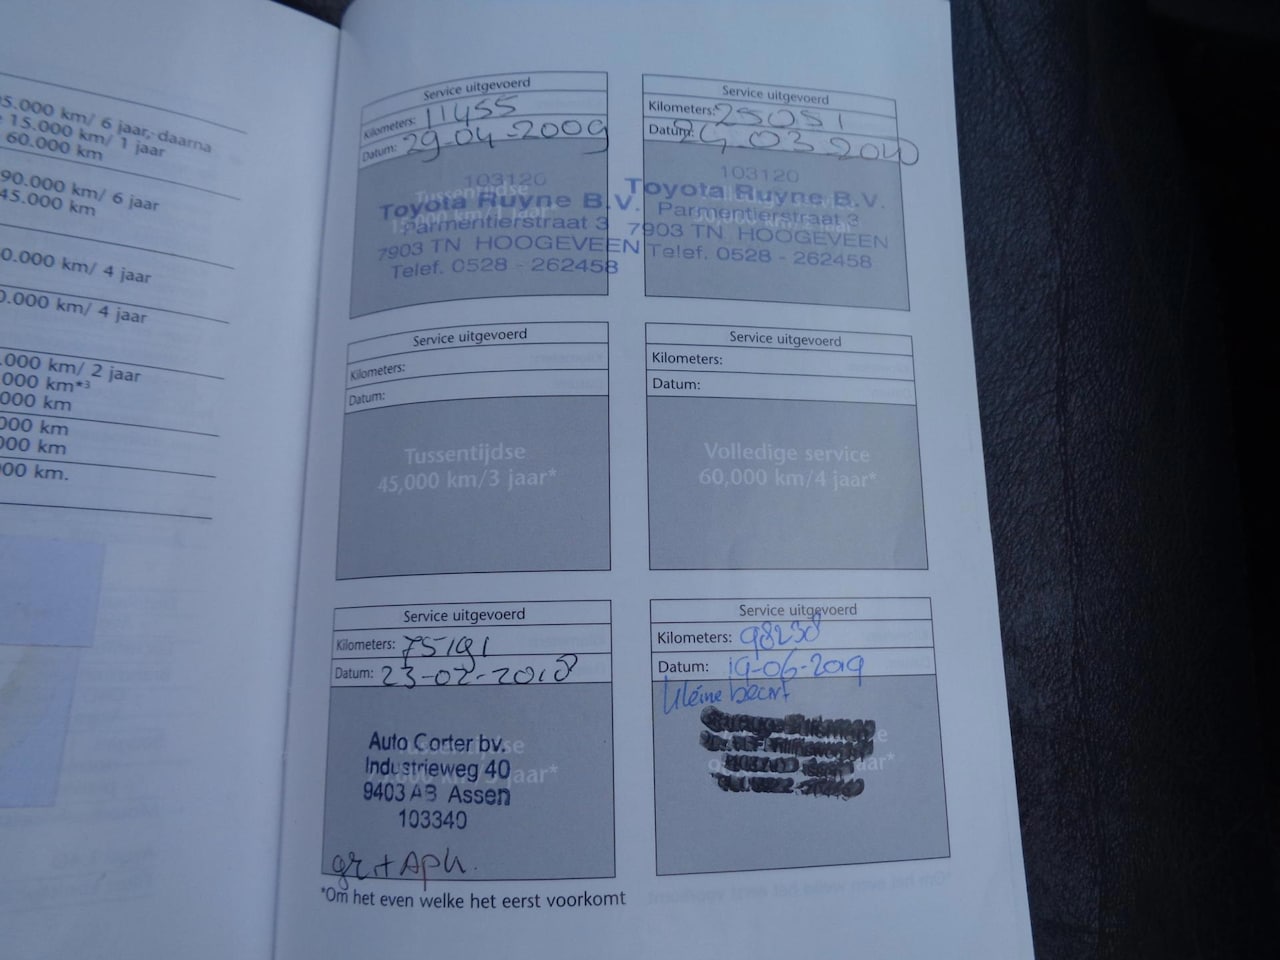 5.000 km/ 6 jaar, daarna
15.000 km/ 1 jaar
60.000 km
90.000 km/ 6 jaar
45.000 km
0.000 km/ 4 jaar
0.000 km/ 4 jaar
.000 km/ 2 jaar
000 km*3
000 km
000 km
000 km
00 km.
Service uitgevoerd
Kilometers: 11455
Datum: 29-04-2009
103120
Tussentijdse
Toyota Ruyne B.V.
Parmentierstraat 3
7903 TN HOOGEVEEN
Telef. 0528 - 262458
Service uitgevoerd
Kilometers: 25051
Datum: 24-03-2010
103120
Toyota Ruyne B.V.
Parmentierstraat 3
7903 TN HOOGEVEEN
Telef. 0528 - 262458
Service uitgevoerd
Kilometers:
Datum:
Tussentijdse
45,000 km/3 jaar*
Service uitgevoerd
Kilometers:
Datum:
Volledige service
60,000 km/4 jaar*
Service uitgevoerd
Kilometers: 75191
Datum: 23-02-2018
Auto Corter bv.
Industrieweg 40
9403 AB Assen
103340
gr + Apk.
Service uitgevoerd
Kilometers: 98238
Datum: 19-06-2019
kleine beurt
*Om het even welke het eerst voorkomt